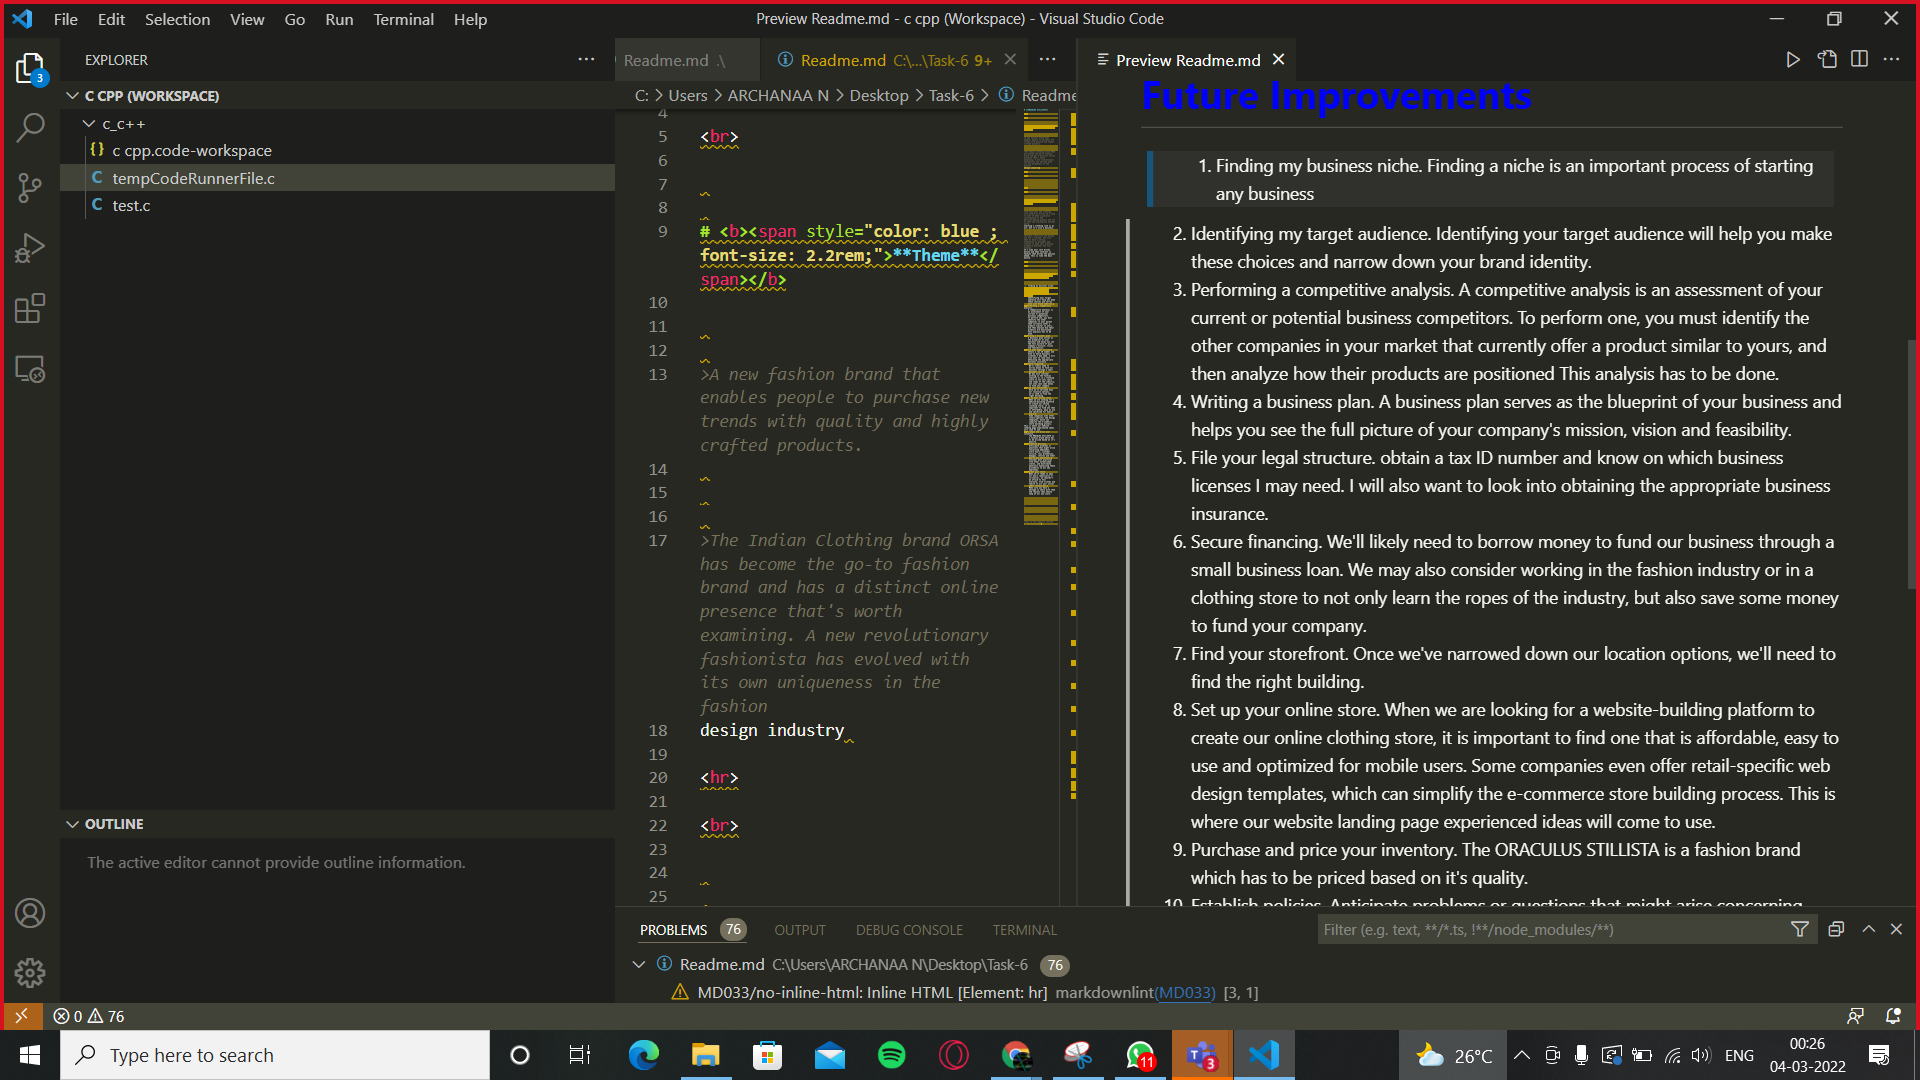 File Edit Selection View Go Run Terminal Help
Preview Readme.md - c cpp (Workspace) - Visual Studio Code
EXPLORER
3
C CPP (WORKSPACE)
c_c++
{} c cpp.code-workspace
C tempCodeRunnerFile.c
C test.c
OUTLINE
The active editor cannot provide outline information.
Readme.md .\
Readme.md C:\...\Task-6 9+
C: > Users > ARCHANAA N > Desktop > Task-6 > Readme
4
5 <br>
6
7
8
9 # <b><span style="color: blue ;
font-size: 2.2rem;">**Theme**</
span></b>
10
11
12
13 >A new fashion brand that
enables people to purchase new
trends with quality and highly
crafted products.
14
15
16
17 >The Indian Clothing brand ORSA
has become the go-to fashion
brand and has a distinct online
presence that's worth
examining. A new revolutionary
fashionista has evolved with
its own uniqueness in the
fashion
18 design industry
19
20 <hr>
21
22 <br>
23
24
25
Preview Readme.md
Future Improvements
1. Finding my business niche. Finding a niche is an important process of starting
any business
2. Identifying my target audience. Identifying your target audience will help you make
these choices and narrow down your brand identity.
3. Performing a competitive analysis. A competitive analysis is an assessment of your
current or potential business competitors. To perform one, you must identify the
other companies in your market that currently offer a product similar to yours, and
then analyze how their products are positioned This analysis has to be done.
4. Writing a business plan. A business plan serves as the blueprint of your business and
helps you see the full picture of your company's mission, vision and feasibility.
5. File your legal structure. obtain a tax ID number and know on which business
licenses I may need. I will also want to look into obtaining the appropriate business
insurance.
6. Secure financing. We'll likely need to borrow money to fund our business through a
small business loan. We may also consider working in the fashion industry or in a
clothing store to not only learn the ropes of the industry, but also save some money
to fund your company.
7. Find your storefront. Once we've narrowed down our location options, we'll need to
find the right building.
8. Set up your online store. When we are looking for a website-building platform to
create our online clothing store, it is important to find one that is affordable, easy to
use and optimized for mobile users. Some companies even offer retail-specific web
design templates, which can simplify the e-commerce store building process. This is
where our website landing page experienced ideas will come to use.
9. Purchase and price your inventory. The ORACULUS STILLISTA is a fashion brand
which has to be priced based on it's quality.
10. Establish policies. Anticipate problems or questions that might arise concerning
PROBLEMS 76 OUTPUT DEBUG CONSOLE TERMINAL
Filter (e.g. text, **/*.ts, !**/node_modules/**)
Readme.md C:\Users\ARCHANAA N\Desktop\Task-6 76
MD033/no-inline-html: Inline HTML [Element: hr] markdownlint(MD033) [3, 1]
0 76
Type here to search
11
3
26°C
ENG
00:26
04-03-2022